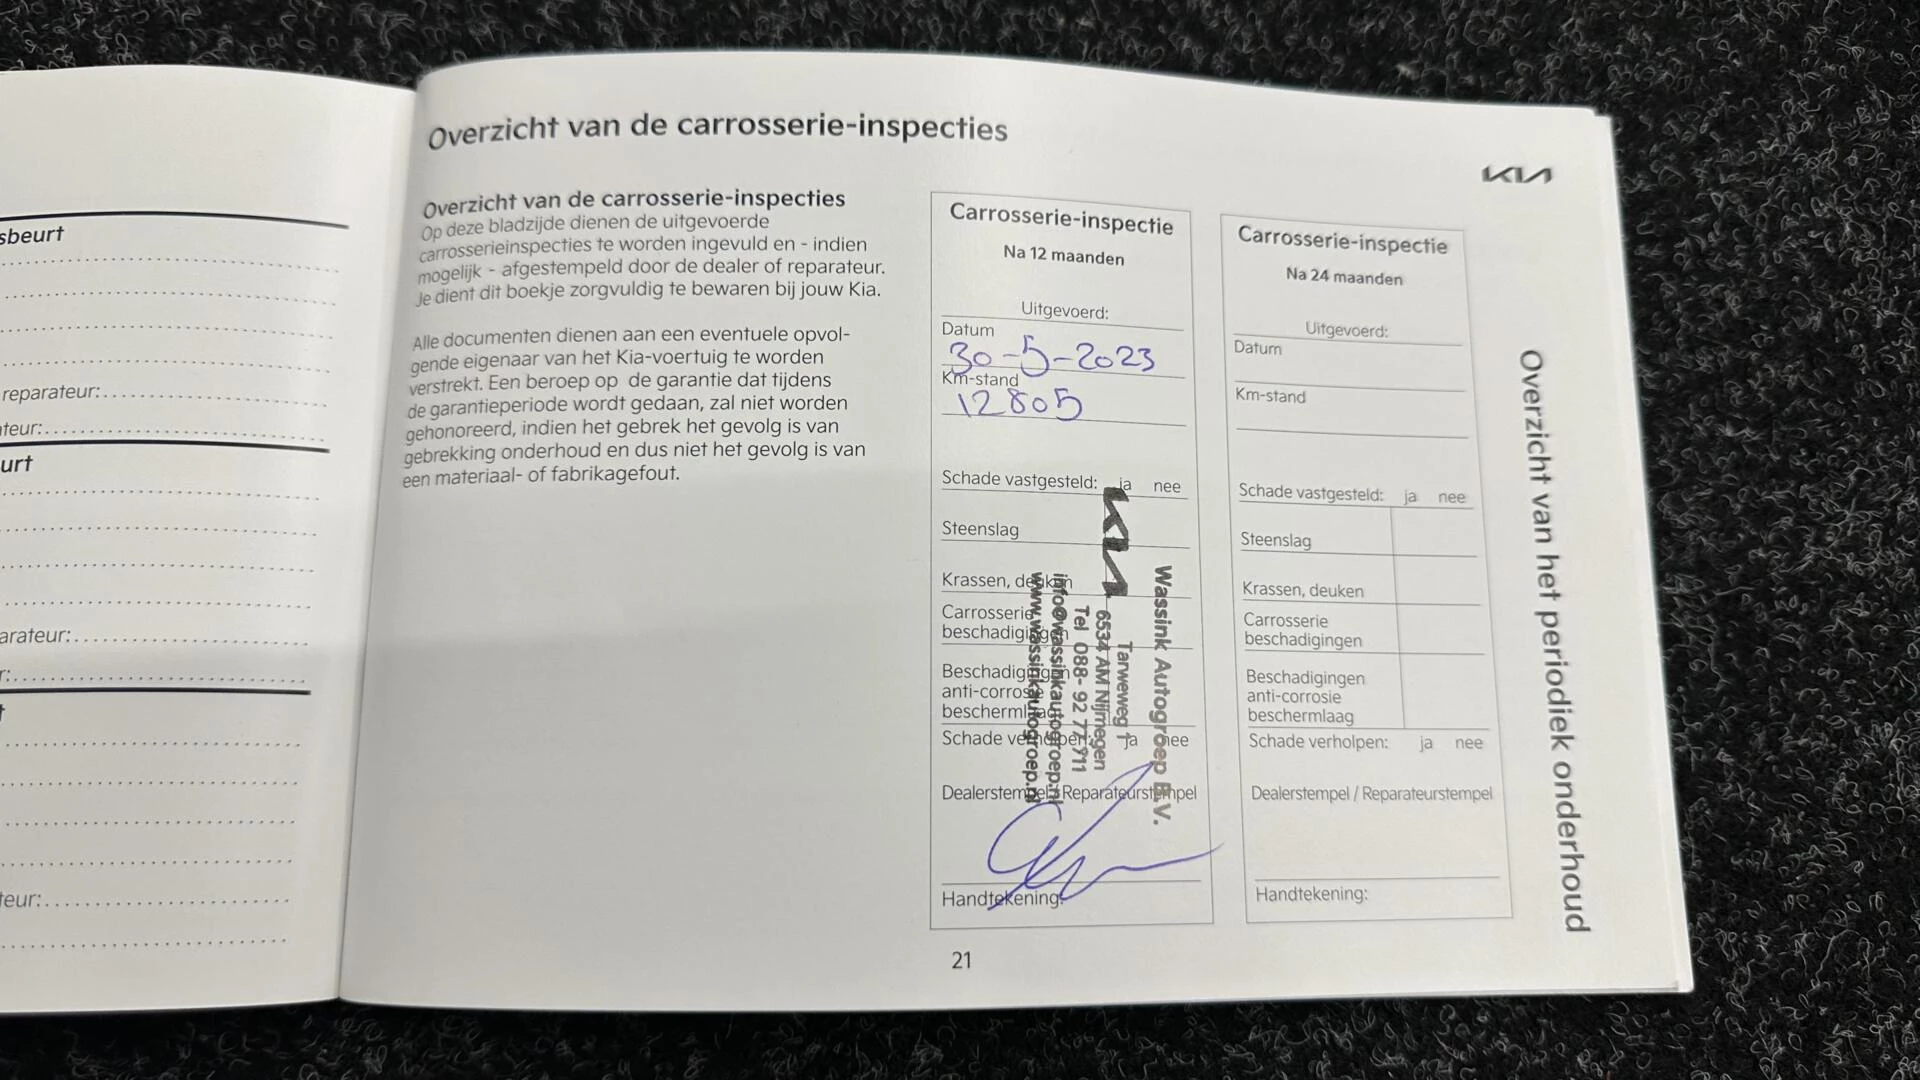 sbeurt
reparateur:
teur:
urt
arateur:
r:
t
teur:
Overzicht van de carrosserie-inspecties
KIA
Overzicht van de carrosserie-inspecties
Op deze bladzijde dienen de uitgevoerde
carrosserieinspecties te worden ingevuld en - indien
mogelijk - afgestempeld door de dealer of reparateur.
Je dient dit boekje zorgvuldig te bewaren bij jouw Kia.
Alle documenten dienen aan een eventuele opvol-
gende eigenaar van het Kia-voertuig te worden
verstrekt. Een beroep op de garantie dat tijdens
de garantieperiode wordt gedaan, zal niet worden
gehonoreerd, indien het gebrek het gevolg is van
gebrekking onderhoud en dus niet het gevolg is van
een materiaal- of fabrikagefout.
Carrosserie-inspectie
Na 12 maanden
Uitgevoerd:
Datum
30-5-2023
Km-stand
12805
Schade vastgesteld: ja nee
Steenslag
Krassen, deuken
Carrosserie
beschadigingen
Beschadigingen
anti-corrosie
beschermlaag
Schade verholpen: ja nee
Dealerstempel / Reparateurstempel
Handtekening:
KIA
Wassink Autogroep B.V.
Tarweweg 1
6534 AM Nijmegen
Tel 088- 92 77 911
info@wassinkautogroep.nl
www.wassinkautogroep.nl
Carrosserie-inspectie
Na 24 maanden
Uitgevoerd:
Datum
Km-stand
Schade vastgesteld: ja nee
Steenslag
Krassen, deuken
Carrosserie
beschadigingen
Beschadigingen
anti-corrosie
beschermlaag
Schade verholpen: ja nee
Dealerstempel / Reparateurstempel
Handtekening:
Overzicht van het periodiek onderhoud
21